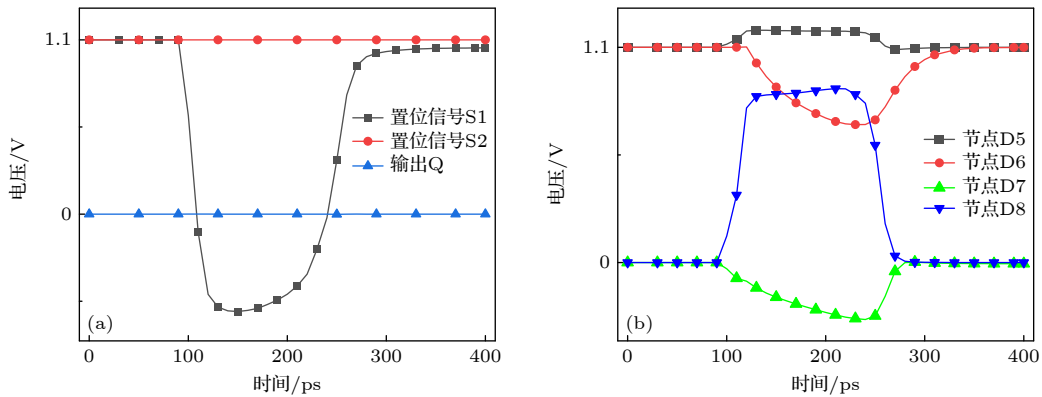 1.1
0
电压/V
置位信号S1
置位信号S2
输出Q
(a)
0 100 200 300 400
时间/ps
1.1
0
电压/V
节点D5
节点D6
节点D7
节点D8
(b)
0 100 200 300 400
时间/ps